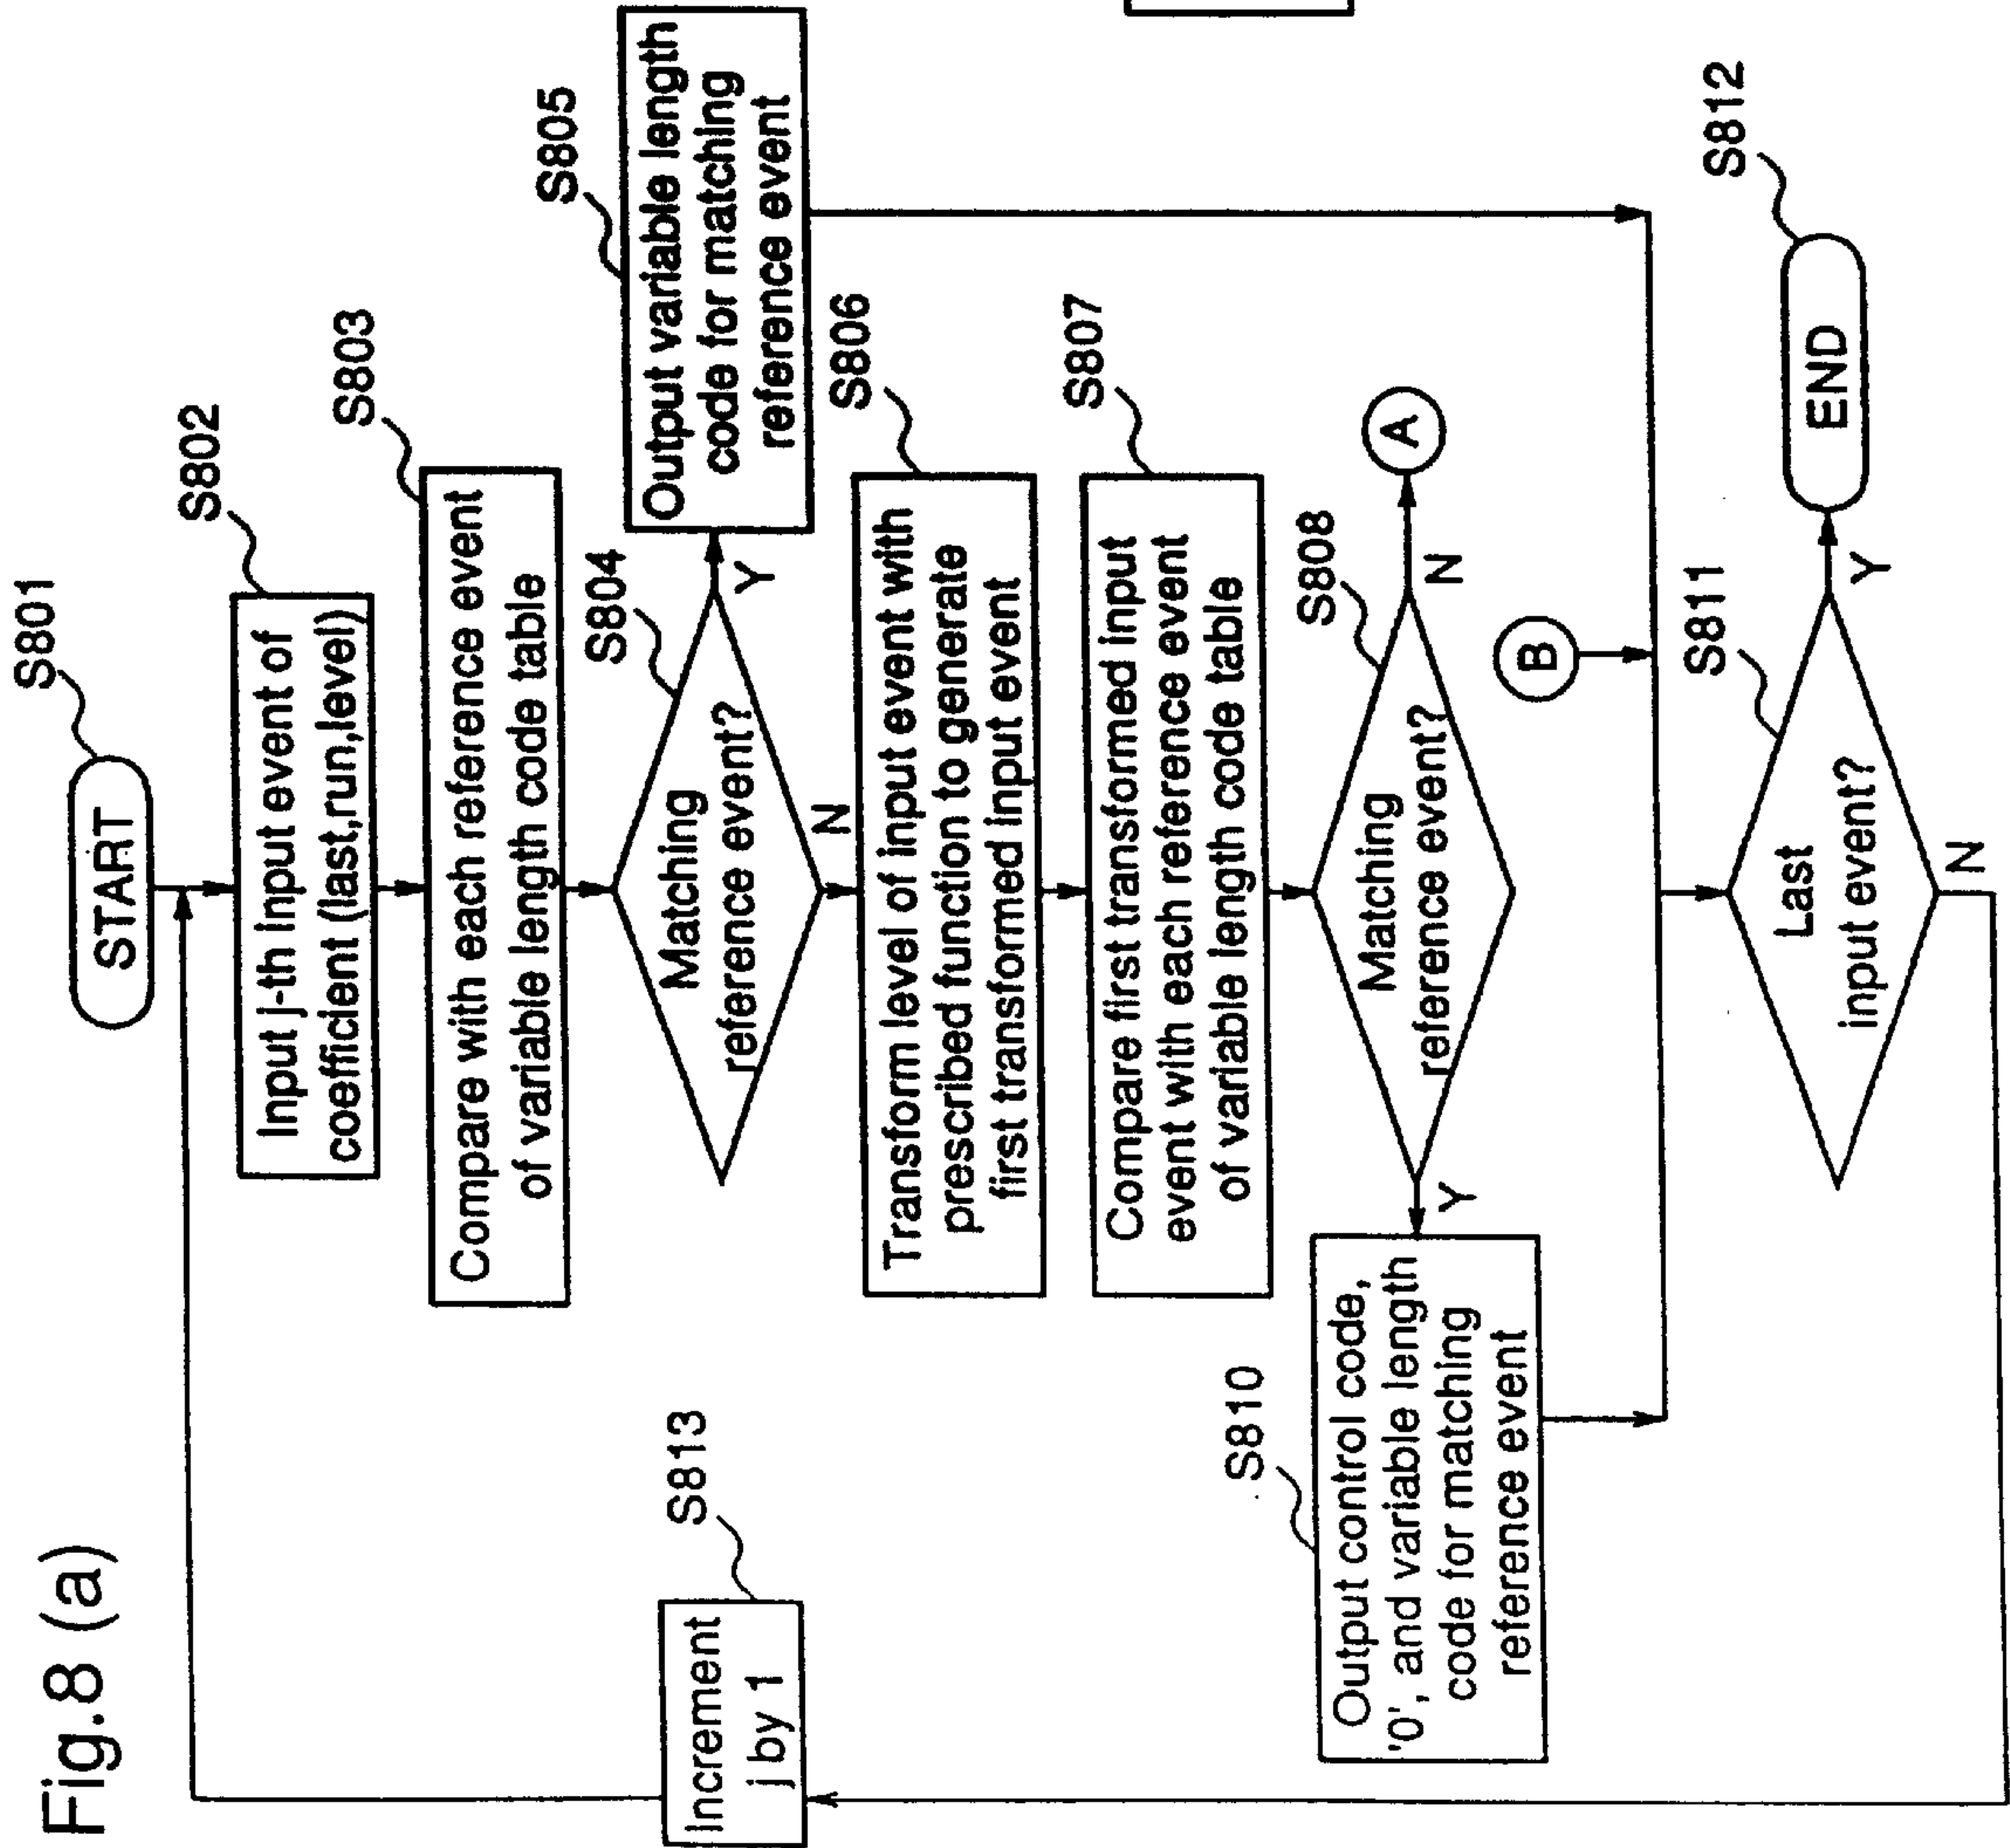 Fig.8 (a)
S801
START
S802
Input j-th input event of
coefficient (last,run,level)
S803
Compare with each reference event
of variable length code table
S804
Matching
reference event?
Y
N
S805
Output variable length
code for matching
reference event
S806
Transform level of input event with
prescribed function to generate
first transformed input event
S807
Compare first transformed input
event with each reference event
of variable length code table
S808
Matching
reference event?
Y
N
A
S810
Output control code,
'0', and variable length
code for matching
reference event
B
S811
Last
input event?
Y
N
S812
END
S813
Increment
j by 1